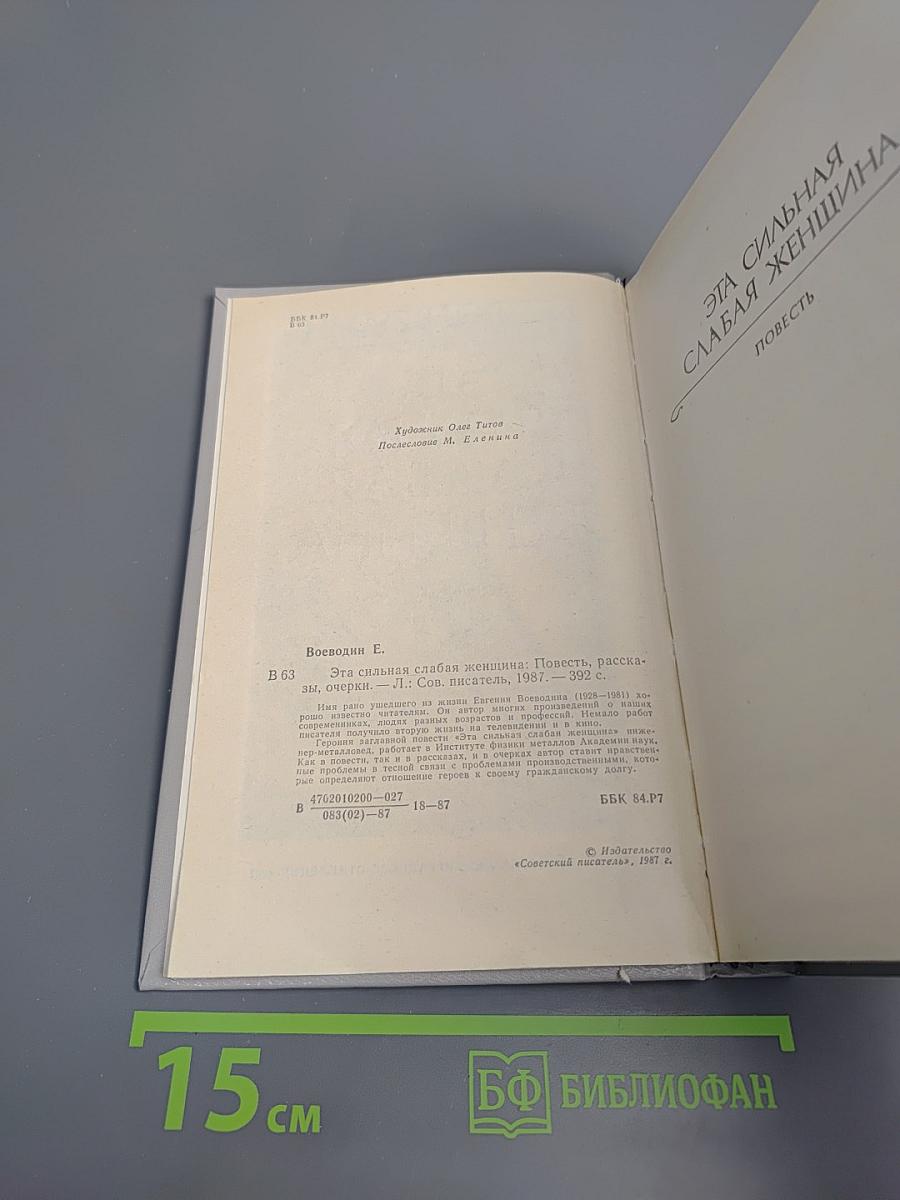 ББК 84.Р7
В 63
Художник Олег Титов
Послесловие М. Еленина
Воеводин Е.
В 63 Эта сильная слабая женщина: Повесть, расска-
зы, очерки. — Л.: Сов. писатель, 1987. — 392 с.
Имя рано ушедшего из жизни Евгения Воеводина (1928—1981) хо-
рошо известно читателям. Он автор многих произведений о наших
современниках, людях разных возрастов и профессий. Немало работ
писателя получило вторую жизнь на телевидении и в кино.
Героиня заглавной повести «Эта сильная слабая женщина» инже-
нер-металловед, работает в Институте физики металлов Академии наук.
Как в повести, так и в рассказах, и в очерках автор ставит нравствен-
ные проблемы в тесной связи с проблемами производственными, кото-
рые определяют отношение героев к своему гражданскому долгу.
В 4702010200—027
083(02)—87 18—87
ББК 84.Р7
© Издательство
«Советский писатель», 1987 г.
ЭТА СИЛЬНАЯ
СЛАБАЯ ЖЕНЩИНА
ПОВЕСТЬ
15 см
БФ БИБЛИОФАН